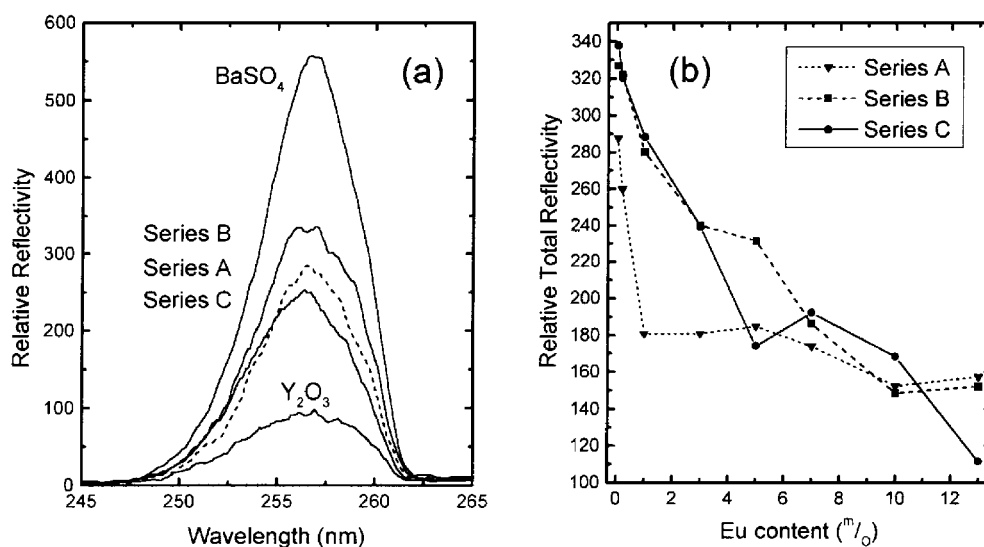 (a)
BaSO₄
Series B
Series A
Series C
Y₂O₃
600
500
400
300
200
100
0
245
250
255
260
265
Relative Reflectivity
Wavelength (nm)
(b)
Series A
Series B
Series C
340
320
300
280
260
240
220
200
180
160
140
120
100
0
2
4
6
8
10
12
Relative Total Reflectivity
Eu content (ᵐ/ₒ)